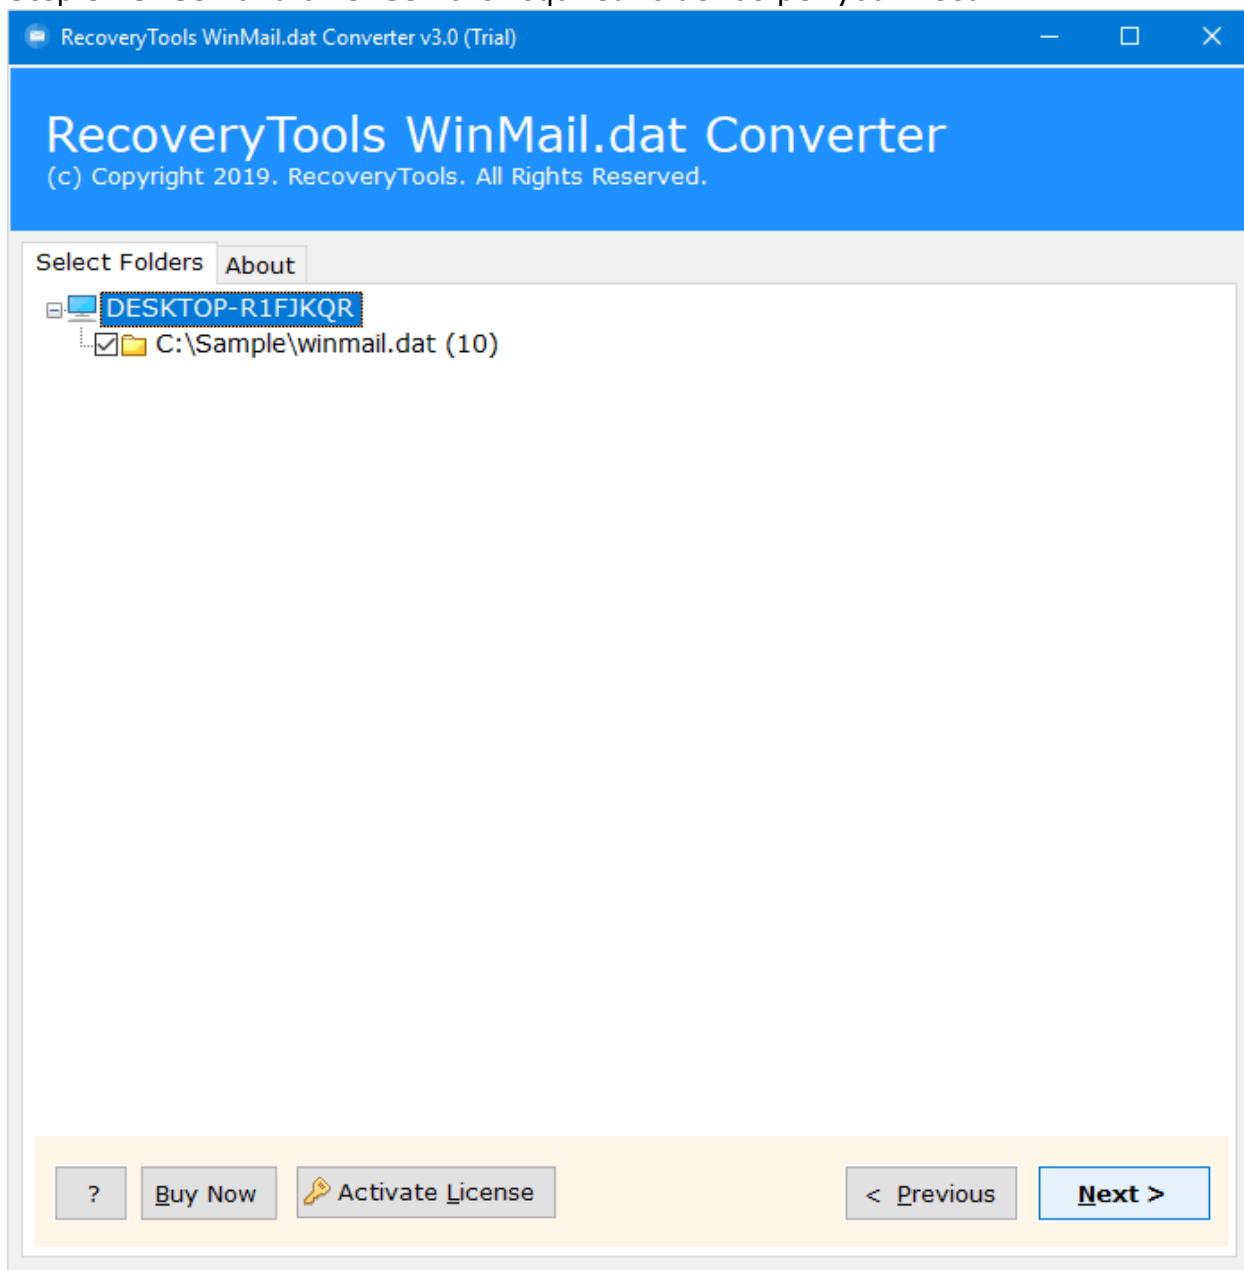 RecoveryTools WinMail.dat Converter v3.0 (Trial)
RecoveryTools WinMail.dat Converter
(c) Copyright 2019. RecoveryTools. All Rights Reserved.
Select Folders About
DESKTOP-R1FJKQR
C:\Sample\winmail.dat (10)
? Buy Now Activate License < Previous Next >